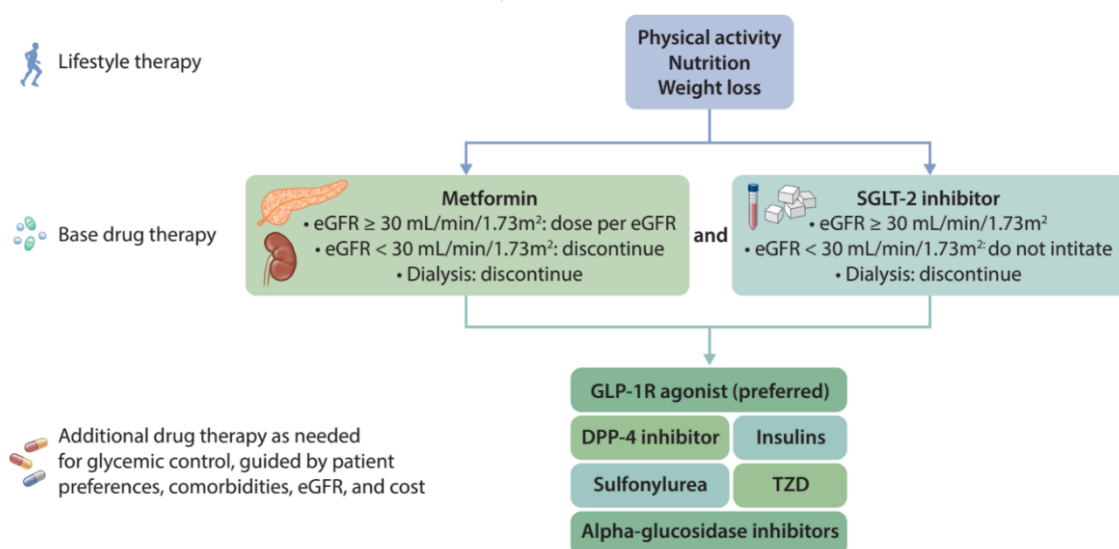 Lifestyle therapy
Physical activity
Nutrition
Weight loss
Base drug therapy
Metformin
• eGFR ≥ 30 mL/min/1.73m²: dose per eGFR
• eGFR < 30 mL/min/1.73m²: discontinue
• Dialysis: discontinue
and
SGLT-2 inhibitor
• eGFR ≥ 30 mL/min/1.73m²
• eGFR < 30 mL/min/1.73m²: do not intitate
• Dialysis: discontinue
Additional drug therapy as needed
for glycemic control, guided by patient
preferences, comorbidities, eGFR, and cost
GLP-1R agonist (preferred)
DPP-4 inhibitor
Insulins
Sulfonylurea
TZD
Alpha-glucosidase inhibitors